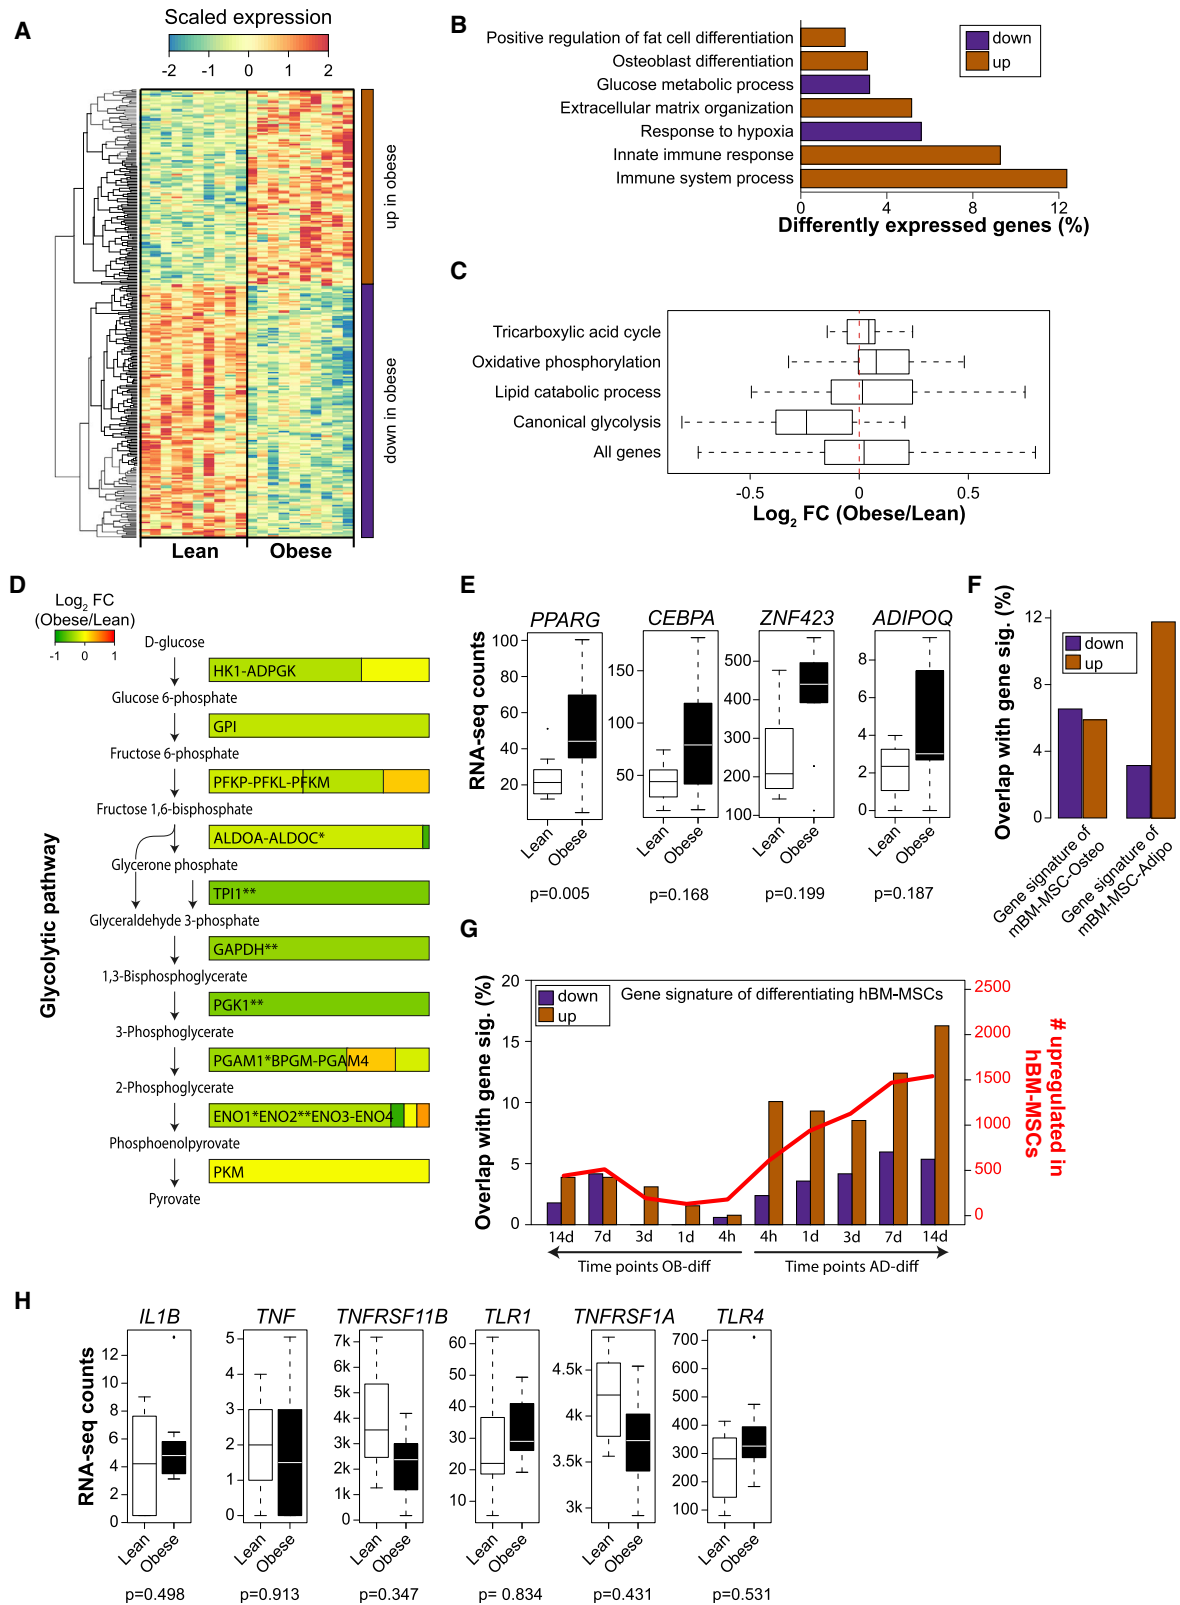 A
Scaled expression
-2 -1 0 1 2
up in obese
down in obese
Lean Obese
B
Positive regulation of fat cell differentiation
Osteoblast differentiation
Glucose metabolic process
Extracellular matrix organization
Response to hypoxia
Innate immune response
Immune system process
down
up
0 4 8 12
Differently expressed genes (%)
C
Tricarboxylic acid cycle
Oxidative phosphorylation
Lipid catabolic process
Canonical glycolysis
All genes
-0.5 0 0.5
Log2 FC (Obese/Lean)
D
Log2 FC
(Obese/Lean)
-1 0 1
Glycolytic pathway
D-glucose
HK1-ADPGK
Glucose 6-phosphate
GPI
Fructose 6-phosphate
PFKP-PFKL-PFKM
Fructose 1,6-bisphosphate
ALDOA-ALDOC*
Glycerone phosphate
TPI1**
Glyceraldehyde 3-phosphate
GAPDH**
1,3-Bisphosphoglycerate
PGK1**
3-Phosphoglycerate
PGAM1*BPGM-PGAM4
2-Phosphoglycerate
ENO1*ENO2**ENO3-ENO4
Phosphoenolpyrovate
PKM
Pyrovate
E
RNA-seq counts
PPARG
100
80
60
40
20
Lean Obese
p=0.005
CEBPA
150
100
50
Lean Obese
p=0.168
ZNF423
500
400
300
200
100
Lean Obese
p=0.199
ADIPOQ
8
6
4
2
0
Lean Obese
p=0.187
F
Overlap with gene sig. (%)
12
8
4
0
down
up
Gene signature of
mBM-MSC-Osteo
Gene signature of
mBM-MSC-Adipo
G
Overlap with gene sig. (%)
20
15
10
5
0
down
up
Gene signature of differentiating hBM-MSCs
2500
2000
1500
1000
500
0
# upregulated in
hBM-MSCs
14d 7d 3d 1d 4h 4h 1d 3d 7d 14d
Time points OB-diff Time points AD-diff
H
RNA-seq counts
IL1B
12
10
8
6
4
2
0
Lean Obese
p=0.498
TNF
5
4
3
2
1
0
Lean Obese
p=0.913
TNFRSF11B
7k
6k
5k
4k
3k
2k
1k
0
Lean Obese
p=0.347
TLR1
60
50
40
30
20
10
Lean Obese
p= 0.834
TNFRSF1A
4.5k
4k
3.5k
3k
Lean Obese
p=0.431
TLR4
700
600
500
400
300
200
100
Lean Obese
p=0.531